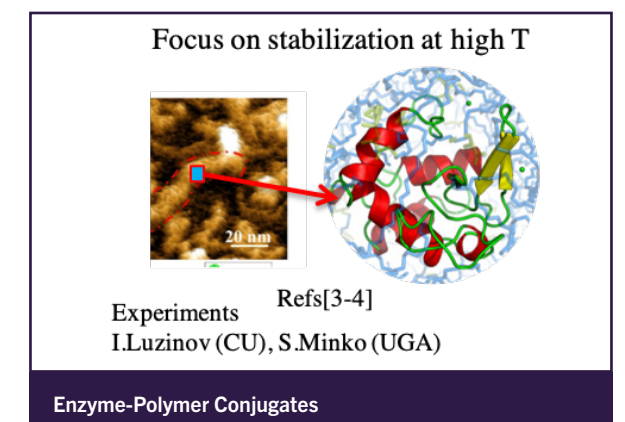 Focus on stabilization at high T
20 nm
Refs[3-4]
Experiments
I.Luzinov (CU), S.Minko (UGA)
Enzyme-Polymer Conjugates